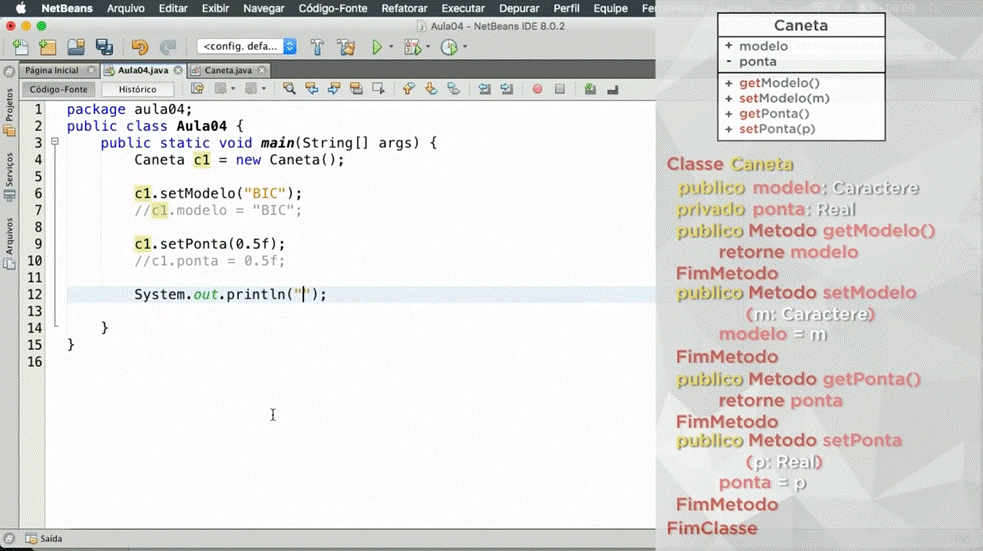 NetBeans Arquivo Editar Exibir Navegar Código-Fonte Refatorar Executar Depurar Perfil Equipe
Aula04 - NetBeans IDE 8.0.2
<config. defa...
Página Inicial Aula04.java Caneta.java
Código-Fonte Histórico
Projetos
Serviços
Arquivos
1 package aula04;
2 public class Aula04 {
3 public static void main(String[] args) {
4 Caneta c1 = new Caneta();
5
6 c1.setModelo("BIC");
7 //c1.modelo = "BIC";
8
9 c1.setPonta(0.5f);
10 //c1.ponta = 0.5f;
11
12 System.out.println("");
13
14 }
15 }
16
Saída
Caneta
+ modelo
- ponta
+ getModelo()
+ setModelo(m)
+ getPonta()
+ setPonta(p)
Classe Caneta
publico modelo: Caractere
privado ponta: Real
publico Metodo getModelo()
retorne modelo
FimMetodo
publico Metodo setModelo
(m: Caractere)
modelo = m
FimMetodo
publico Metodo getPonta()
retorne ponta
FimMetodo
publico Metodo setPonta
(p: Real)
ponta = p
FimMetodo
FimClasse
INS